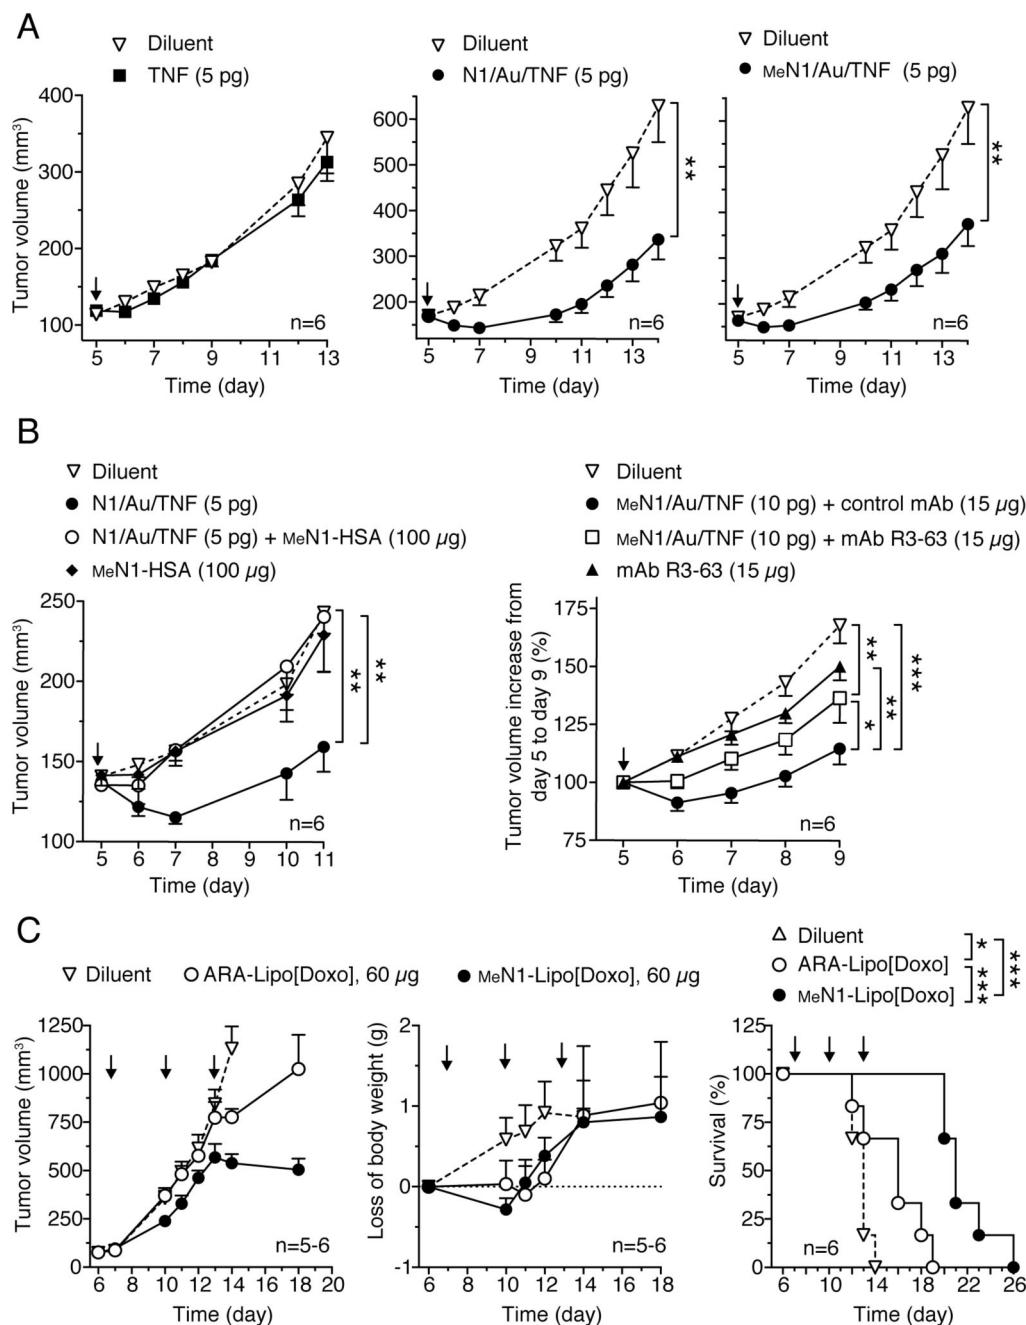 A
Diluent
TNF (5 pg)
Diluent
N1/Au/TNF (5 pg)
Diluent
MeN1/Au/TNF (5 pg)
Tumor volume (mm³)
400
300
200
100
5 7 9 11 13
Time (day)
n=6
600
450
300
200
5 7 9 11 13
Time (day)
n=6
**
5 7 9 11 13
Time (day)
n=6
**
B
Diluent
N1/Au/TNF (5 pg)
N1/Au/TNF (5 pg) + MeN1-HSA (100 µg)
MeN1-HSA (100 µg)
Diluent
MeN1/Au/TNF (10 pg) + control mAb (15 µg)
MeN1/Au/TNF (10 pg) + mAb R3-63 (15 µg)
mAb R3-63 (15 µg)
Tumor volume (mm³)
250
200
150
100
5 6 7 8 9 10 11
Time (day)
n=6
**
**
Tumor volume increase from
day 5 to day 9 (%)
175
150
125
100
75
5 6 7 8 9
Time (day)
n=6
**
*
**
***
C
Diluent
ARA-Lipo[Doxo], 60 µg
MeN1-Lipo[Doxo], 60 µg
Diluent
ARA-Lipo[Doxo]
MeN1-Lipo[Doxo]
*
***
***
Tumor volume (mm³)
1250
1000
750
500
250
0
6 8 10 12 14 16 18 20
Time (day)
n=5-6
Loss of body weight (g)
2
1
0
-1
6 8 10 12 14 16 18
Time (day)
n=5-6
Survival (%)
125
100
75
50
25
0
6 10 14 19 22 26
Time (day)
n=6